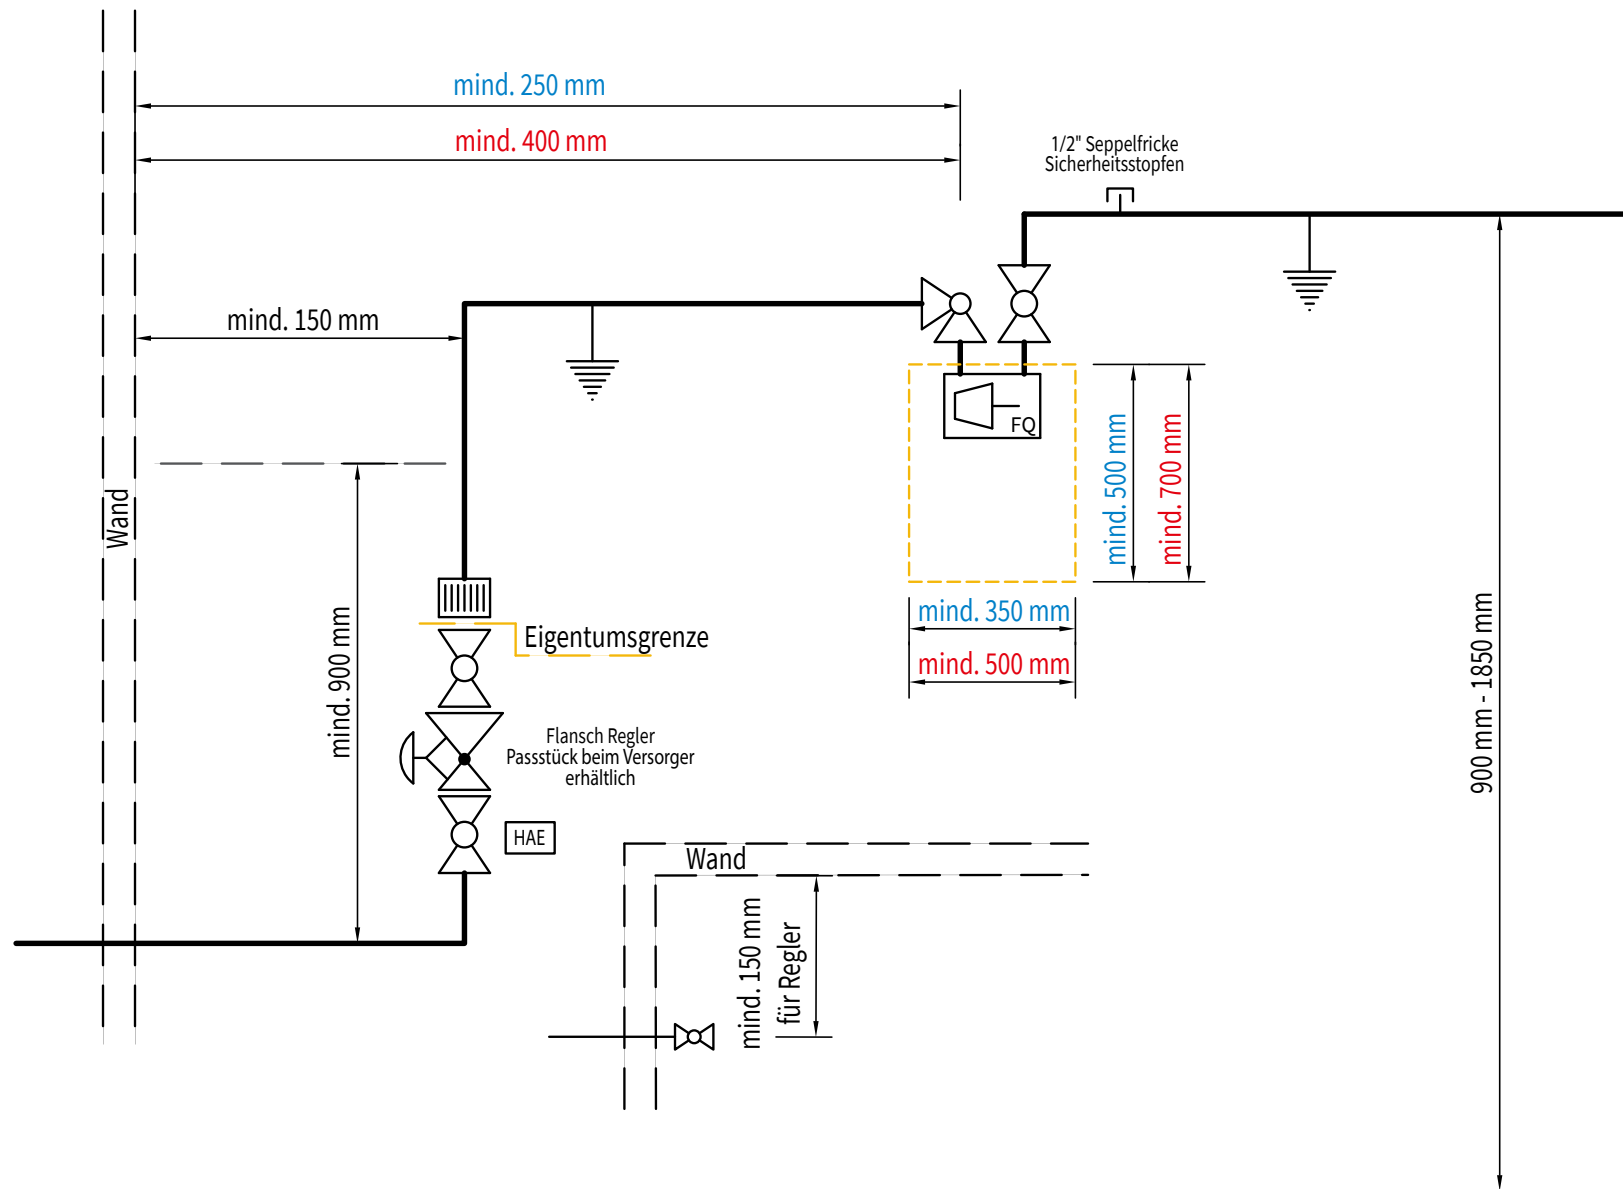 mind. 250 mm
mind. 400 mm
1/2" Seppelfricke
Sicherheitsstopfen
mind. 150 mm
FQ
mind. 500 mm
mind. 700 mm
Wand
mind. 350 mm
mind. 500 mm
mind. 900 mm
Eigentumsgrenze
900 mm - 1850 mm
Flansch Regler
Passstück beim Versorger
erhältlich
HAE
Wand
mind. 150 mm
für Regler